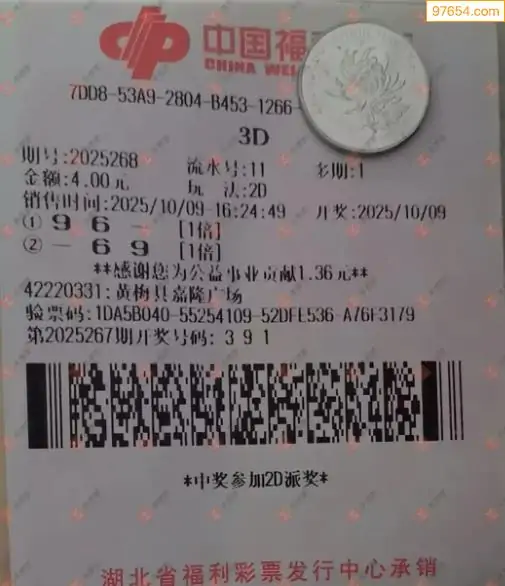 97654.com
中国福
CHINA WEL
7DD8-53A9-2804-B453-1266-
3D
期号:2025268 流水号:11 多期:1
金额:4.00元 玩法:2D
销售时间:2025/10/09-16:24:49 开奖:2025/10/09
① 9 6 - [1倍]
② - 6 9 [1倍]
**感谢您为公益事业贡献1.36元**
42220331:黄梅县嘉隆广场
验票码:1DA5B040-55254109-52DFE536-A76F3179
第2025267期开奖号码:3 9 1
*中奖参加2D派奖*
湖北省福利彩票发行中心承销